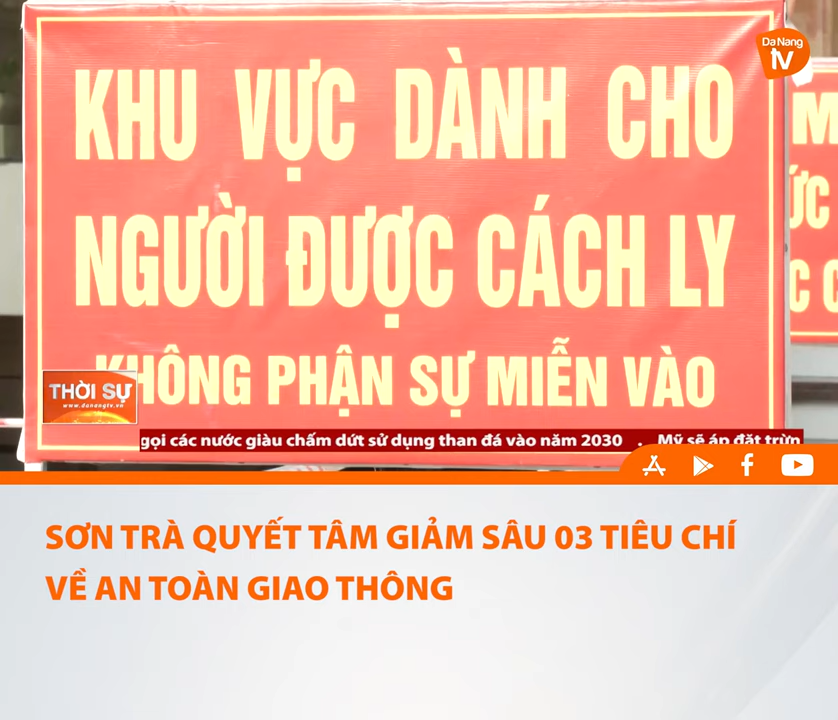 Da Nang
tv
KHU VỰC DÀNH CHO
NGƯỜI ĐƯỢC CÁCH LY
KHÔNG PHẬN SỰ MIỄN VÀO
THỜI SỰ
www.danangtv.vn
gọi các nước giàu chấm dứt sử dụng than đá vào năm 2030 . Mỹ sẽ áp đặt
SƠN TRÀ QUYẾT TÂM GIẢM SÂU 03 TIÊU CHÍ
VỀ AN TOÀN GIAO THÔNG